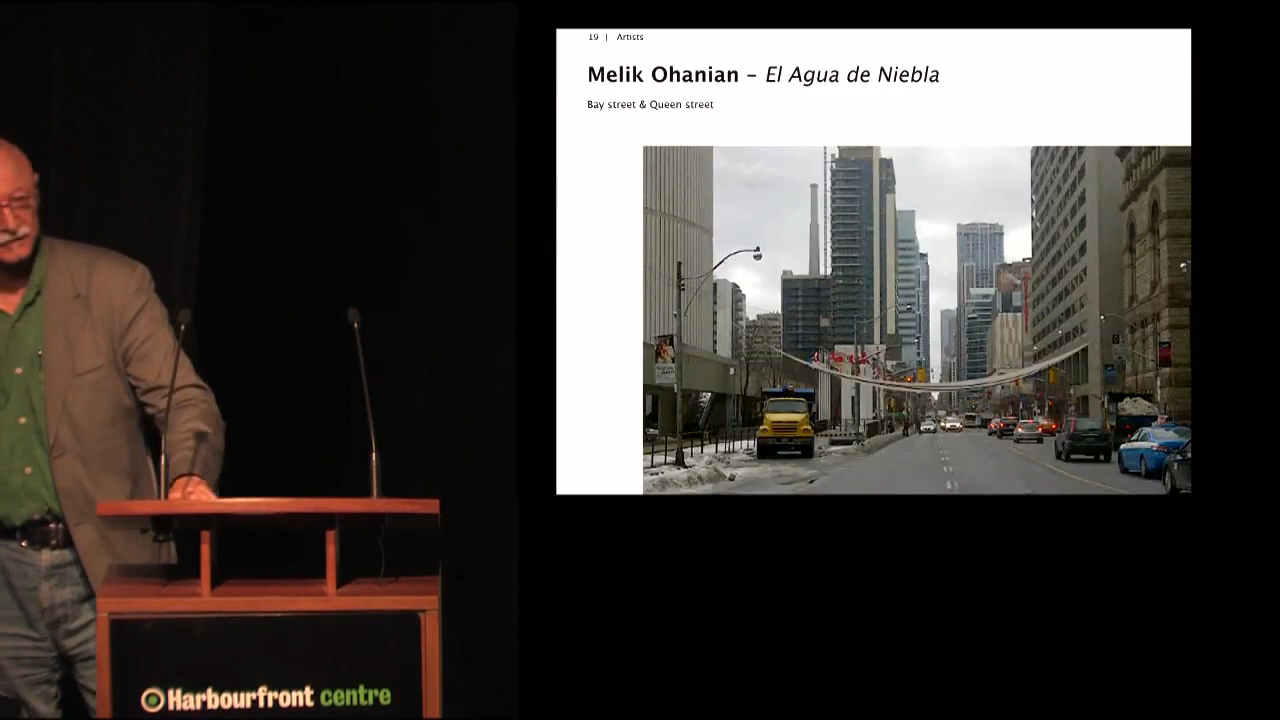 19 | Artists
Melik Ohanian – El Agua de Niebla
Bay street & Queen street
Harbourfront centre